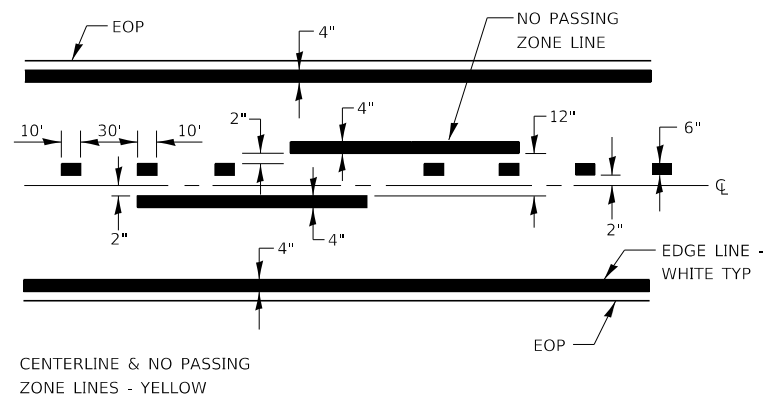 EOP
4"
NO PASSING
ZONE LINE
10'
30'
10'
2"
4"
12"
6"
℄
2"
4"
2"
4"
EDGE LINE -
WHITE TYP
EOP
CENTERLINE & NO PASSING
ZONE LINES - YELLOW